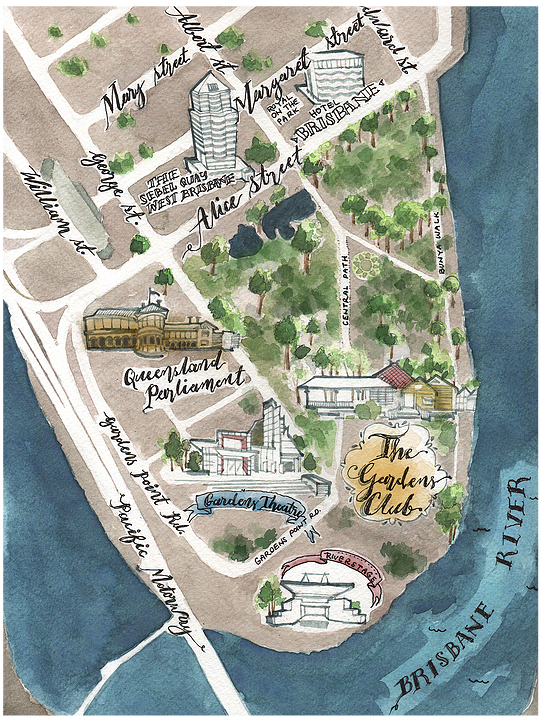 Albert st.
Edward st.
Mary street
Margaret street
ROYAL
ON THE
PARK
HOTEL
BRISBANE
George st.
THE
SEBEL QUAY
WEST BRISBANE
William st.
Alice street
BUNYA WALK
CENTRAL PATH
Queensland
Parliament
The
Gardens
Club
Gardens Point Rd.
Gardens Theatre
GARDENS POINT RD.
Pacific Motorway
RIVERSTAGE
BRISBANE RIVER